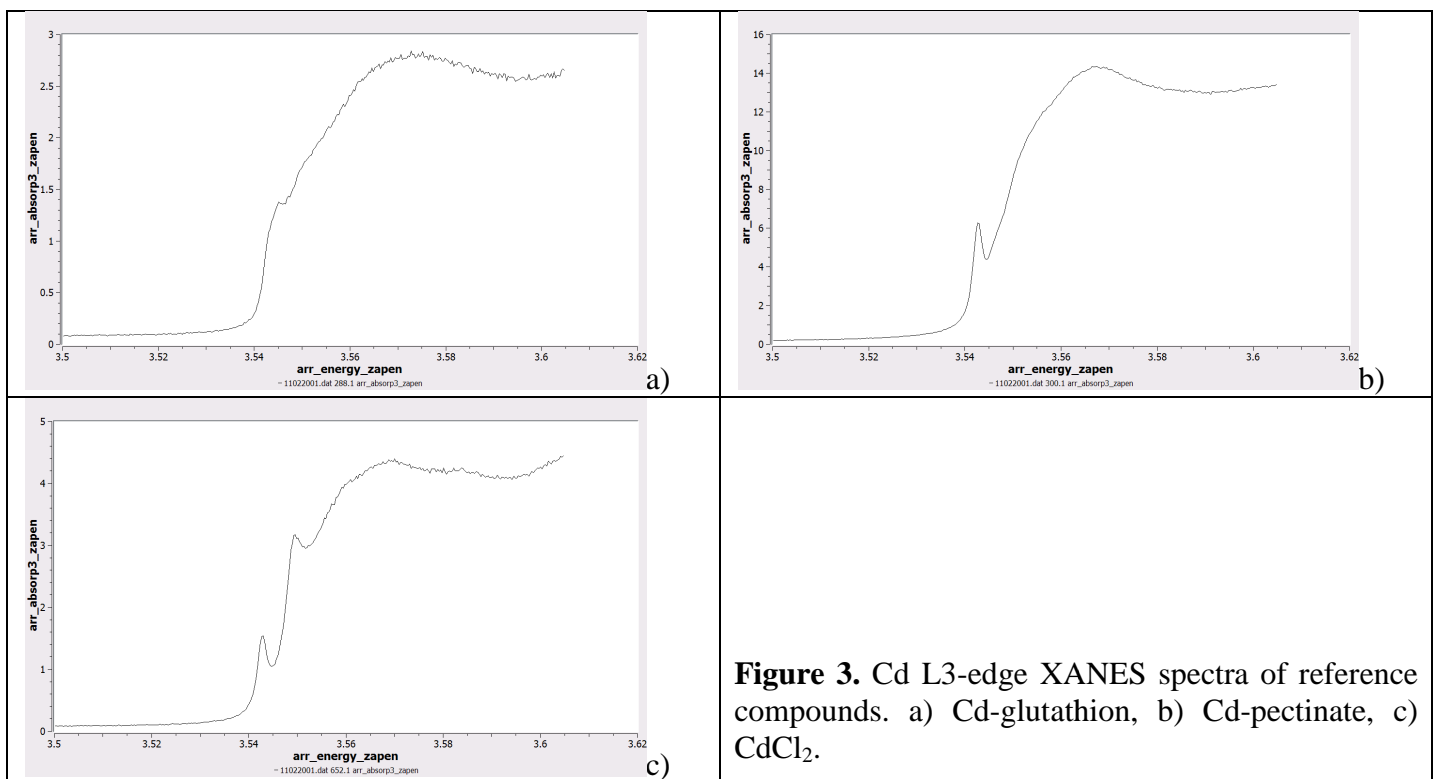 3
2.5
2
1.5
1
0.5
0
arr_absorp3_zapen
3.5 3.52 3.54 3.56 3.58 3.6 3.62
arr_energy_zapen
– 11022001.dat 288.1 arr_absorp3_zapen
a)
16
14
12
10
8
6
4
2
0
arr_absorp3_zapen
3.5 3.52 3.54 3.56 3.58 3.6 3.62
arr_energy_zapen
– 11022001.dat 300.1 arr_absorp3_zapen
b)
5
4
3
2
1
0
arr_absorp3_zapen
3.5 3.52 3.54 3.56 3.58 3.6 3.62
arr_energy_zapen
– 11022001.dat 652.1 arr_absorp3_zapen
c)
Figure 3. Cd L3-edge XANES spectra of reference
compounds. a) Cd-glutathion, b) Cd-pectinate, c)
CdCl₂.